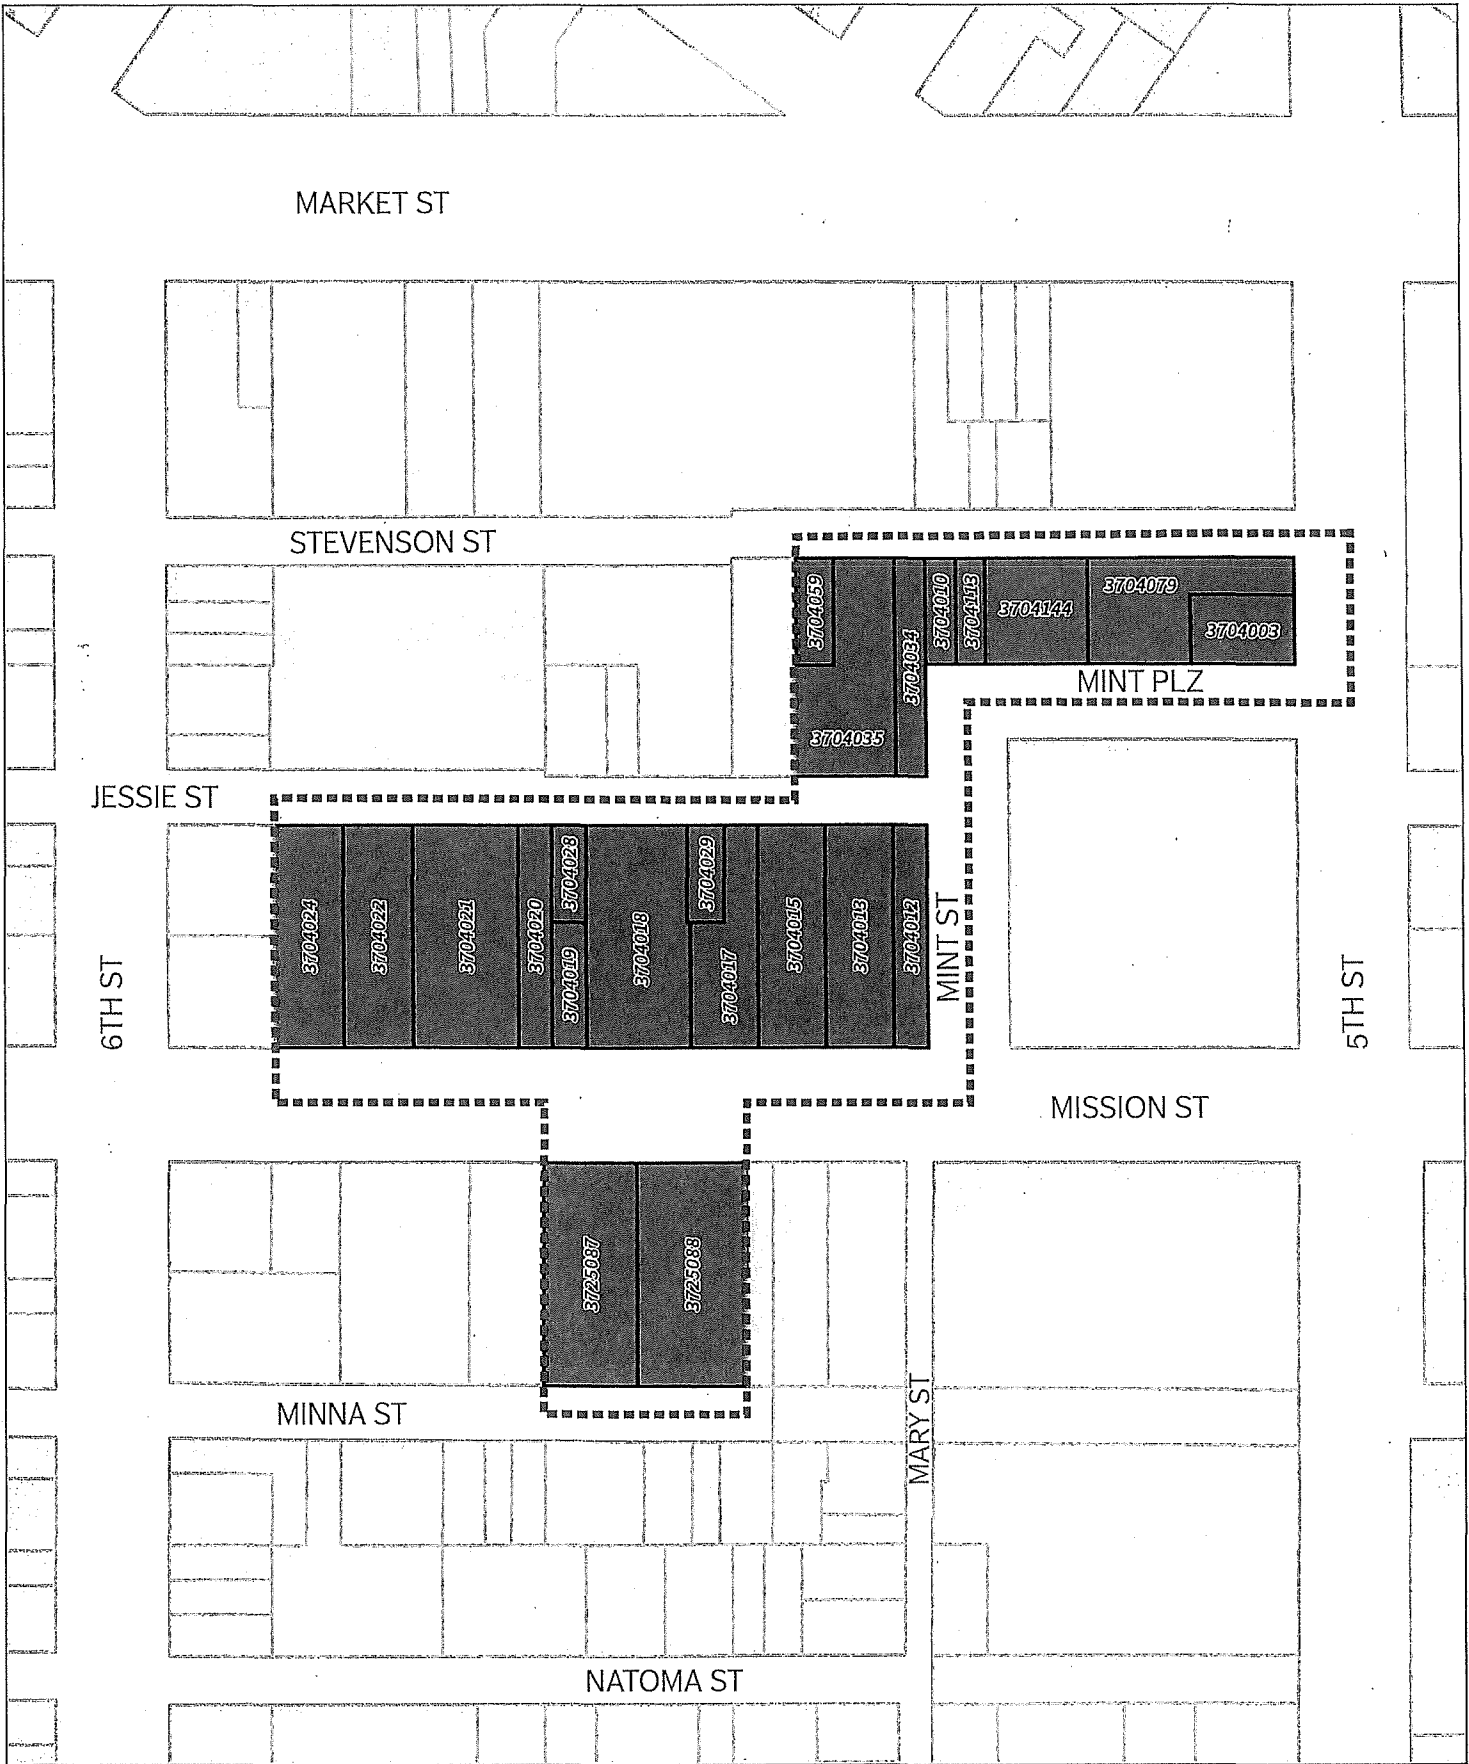 MARKET ST
STEVENSON ST
3704059
3704034
3704010
3704113
3704144
3704079
3704003
MINT PLZ
3704035
JESSIE ST
3704024
3704022
3704021
3704020
3704028
3704019
3704018
3704029
3704017
3704015
3704013
3704012
MINT ST
6TH ST
5TH ST
MISSION ST
3725087
3725088
MINNA ST
MARY ST
NATOMA ST